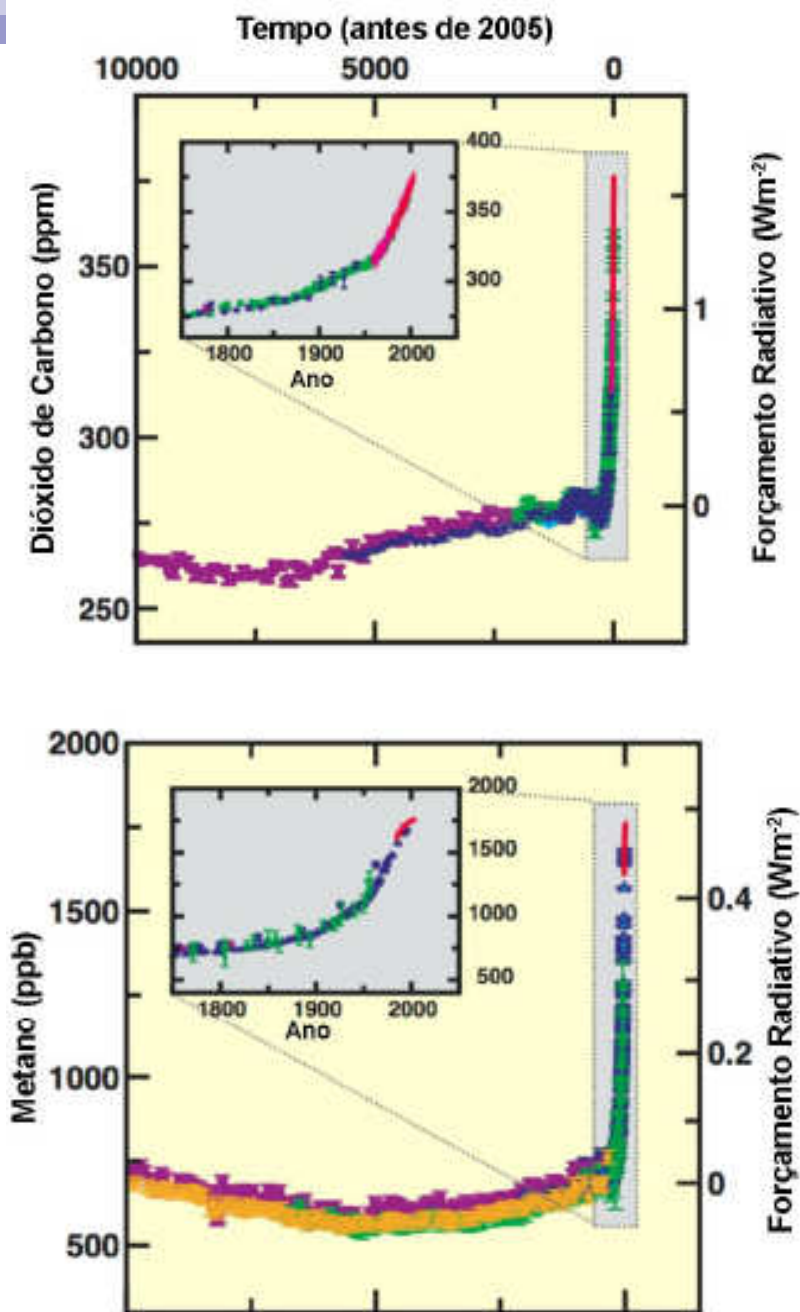 Tempo (antes de 2005)
10000 5000 0
Dióxido de Carbono (ppm)
350
300
250
400
350
300
1800 1900 2000
Ano
1
0
Forçamento Radiativo (Wm-2)
Metano (ppb)
2000
1500
1000
500
2000
1500
1000
500
1800 1900 2000
Ano
0.4
0.2
0
Forçamento Radiativo (Wm-2)